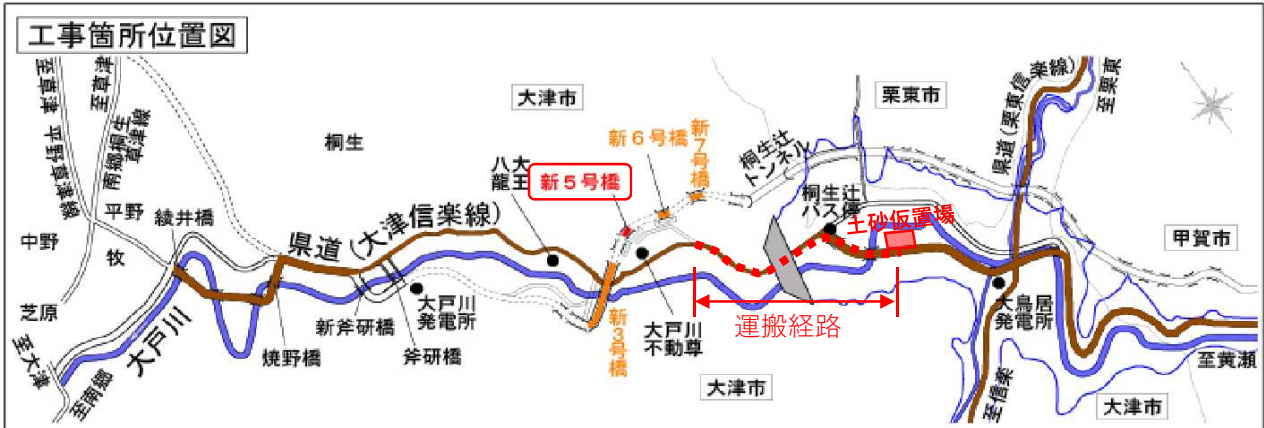 工事箇所位置図
至草津 平野草津線
至草津
南郷桐生
草津線
桐生
大津市
栗東市
甲賀市
中野
平野
綾井橋
牧
芝原
至大津
大戸川
至南郷
県道(大津信楽線)
焼野橋
新斧研橋
斧研橋
大戸川
発電所
八大
龍王
新5号橋
新6号橋
新7号橋
新3号橋
大戸川
不動尊
桐生辻
トンネル
桐生辻
バス停
土砂仮置場
運搬経路
大津市
県道(栗東信楽線)
至栗東
大鳥居
発電所
至信楽
至黄瀬
大津市